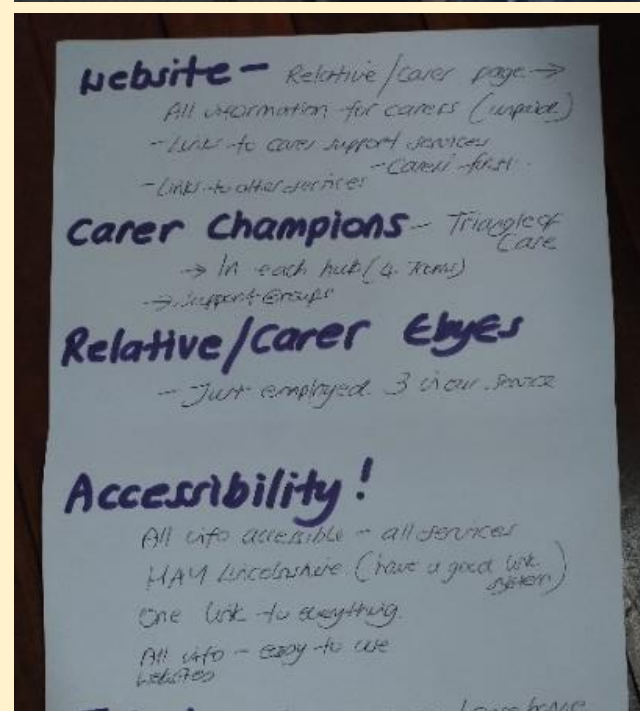 Website - Relative/carer page →
All information for carers (unpaid)
- Links to carer support services
- Carers first.
- Links to other services
Carer Champions - Triangle of
Care
→ In each hub (4 Teams)
→ Support Groups
Relative/Carer EbyEs
- Just employed 3 in our service
Accessibility!
All info accessible - all services
HAY Lincolnshire (have a good link
system)
One link to everything.
All info - easy to use
websites